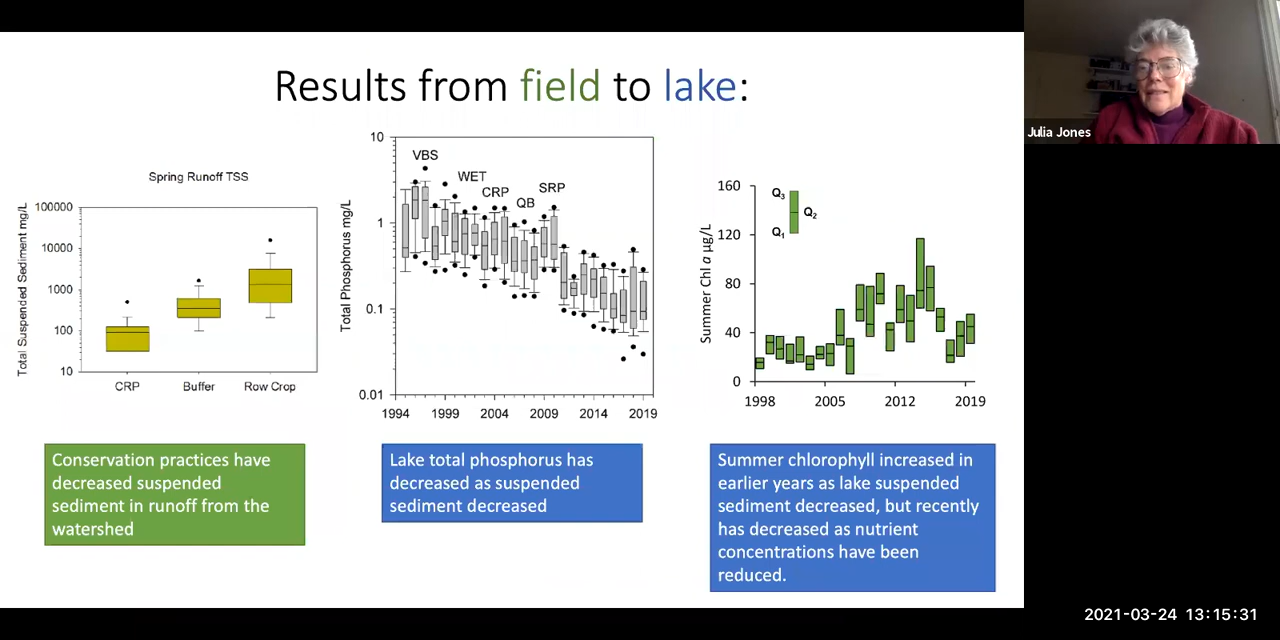 Results from field to lake:
Julia Jones
Spring Runoff TSS
Total Suspended Sediment mg/L
100000
10000
1000
100
10
CRP Buffer Row Crop
Total Phosphorus mg/L
10
1
0.1
0.01
VBS
WET
CRP
QB
SRP
1994 1999 2004 2009 2014 2019
Summer Chl a µg/L
160
120
80
40
0
Q3
Q2
Q1
1998 2005 2012 2019
Conservation practices have
decreased suspended
sediment in runoff from the
watershed
Lake total phosphorus has
decreased as suspended
sediment decreased
Summer chlorophyll increased in
earlier years as lake suspended
sediment decreased, but recently
has decreased as nutrient
concentrations have been
reduced.
2021-03-24 13:15:31